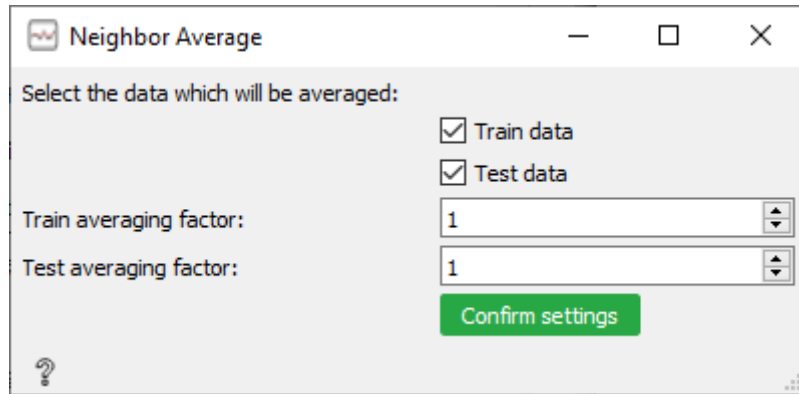 Neighbor Average
Select the data which will be averaged:
Train data
Test data
Train averaging factor: 1
Test averaging factor: 1
Confirm settings
?